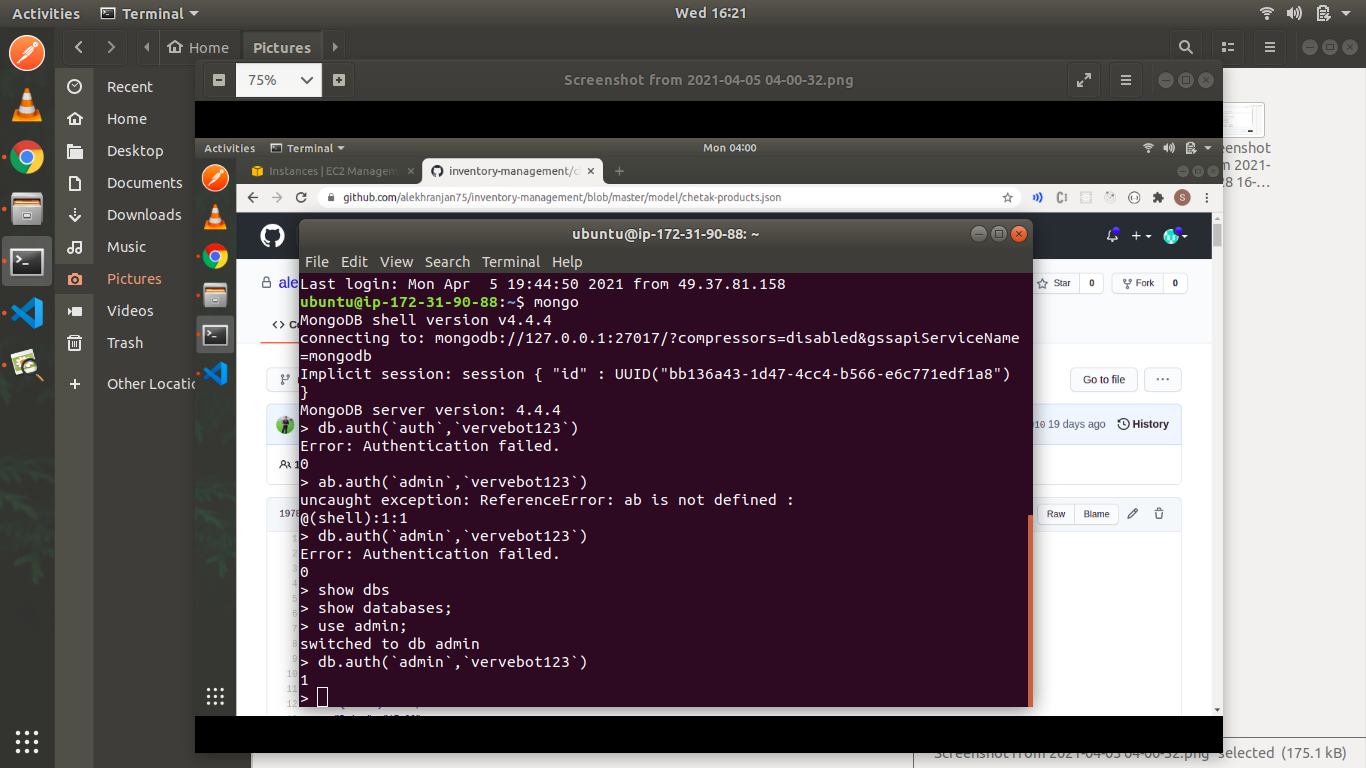 Activities Terminal Wed 16:21
Home Pictures
75% Screenshot from 2021-04-05 04-00-32.png
Recent
Home
Desktop
Documents
Downloads
Music
Pictures
Videos
Trash
Other Locatio
Activities Terminal Mon 04:00
Instances | EC2 Managem inventory-management/c
github.com/alekhranjan75/inventory-management/blob/master/model/chetak-products.json S
ubuntu@ip-172-31-90-88: ~
File Edit View Search Terminal Help
Last login: Mon Apr  5 19:44:50 2021 from 49.37.81.158
ubuntu@ip-172-31-90-88:~$ mongo
MongoDB shell version v4.4.4
connecting to: mongodb://127.0.0.1:27017/?compressors=disabled&gssapiServiceName
=mongodb
Implicit session: session { "id" : UUID("bb136a43-1d47-4cc4-b566-e6c771edf1a8")
}
MongoDB server version: 4.4.4
> db.auth(`auth`,`vervebot123`)
Error: Authentication failed.
0
> ab.auth(`admin`,`vervebot123`)
uncaught exception: ReferenceError: ab is not defined :
@(shell):1:1
> db.auth(`admin`,`vervebot123`)
Error: Authentication failed.
0
> show dbs
> show databases;
> use admin;
switched to db admin
> db.auth(`admin`,`vervebot123`)
1
>
ale
Star 0 Fork 0
<> Co
Go to file ...
19 days ago History
1978
Raw Blame
10
11
12
enshot
2021-
Screenshot from 2021-04-05 04-00-32.png" selected (175.1 kB)